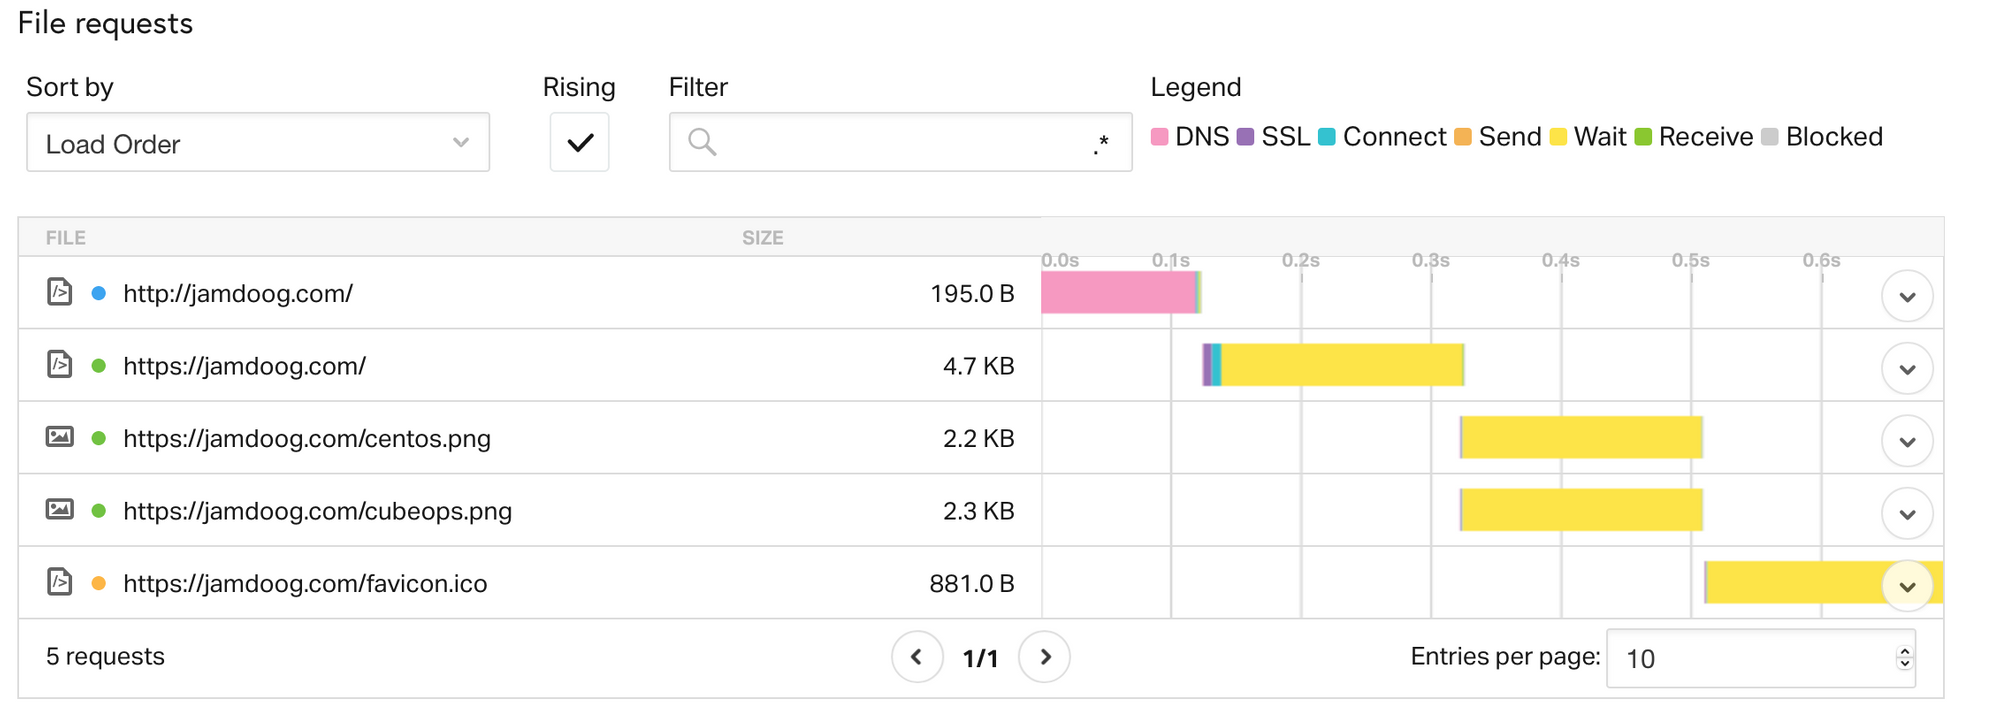 File requests
Sort by Rising Filter Legend
Load Order .* DNS SSL Connect Send Wait Receive Blocked
FILE SIZE
0.0s 0.1s 0.2s 0.3s 0.4s 0.5s 0.6s
http://jamdoog.com/ 195.0 B
https://jamdoog.com/ 4.7 KB
https://jamdoog.com/centos.png 2.2 KB
https://jamdoog.com/cubeops.png 2.3 KB
https://jamdoog.com/favicon.ico 881.0 B
5 requests 1/1 Entries per page: 10